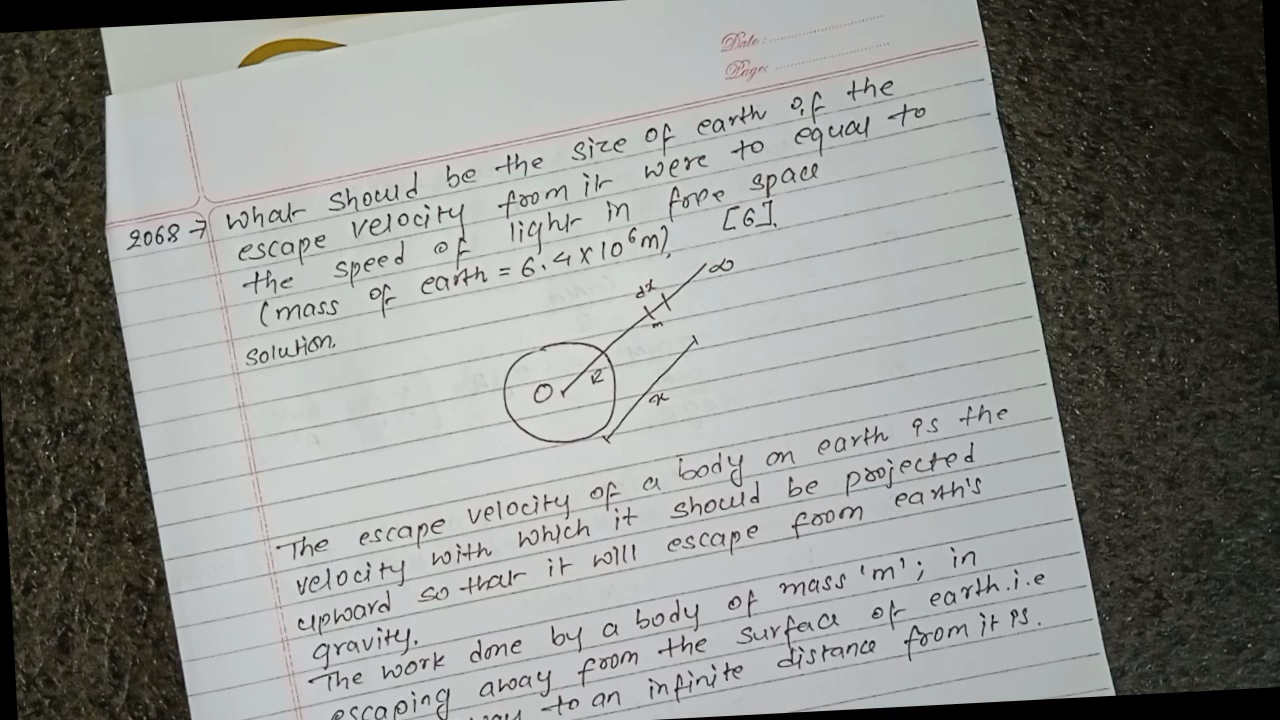 Date:
Page:
2068 → What should be the size of earth if the
escape velocity from it were to equal to
the speed of light in free space
(mass of earth = 6.4 x 10⁶m). [6].
solution.
∞
dx
m
R
O
x
The escape velocity of a body on earth is the
velocity with which it should be projected
upward so that it will escape from earth's
gravity.
The work done by a body of mass 'm'; in
escaping away from the surface of earth.i.e
to an infinite distance from it is.